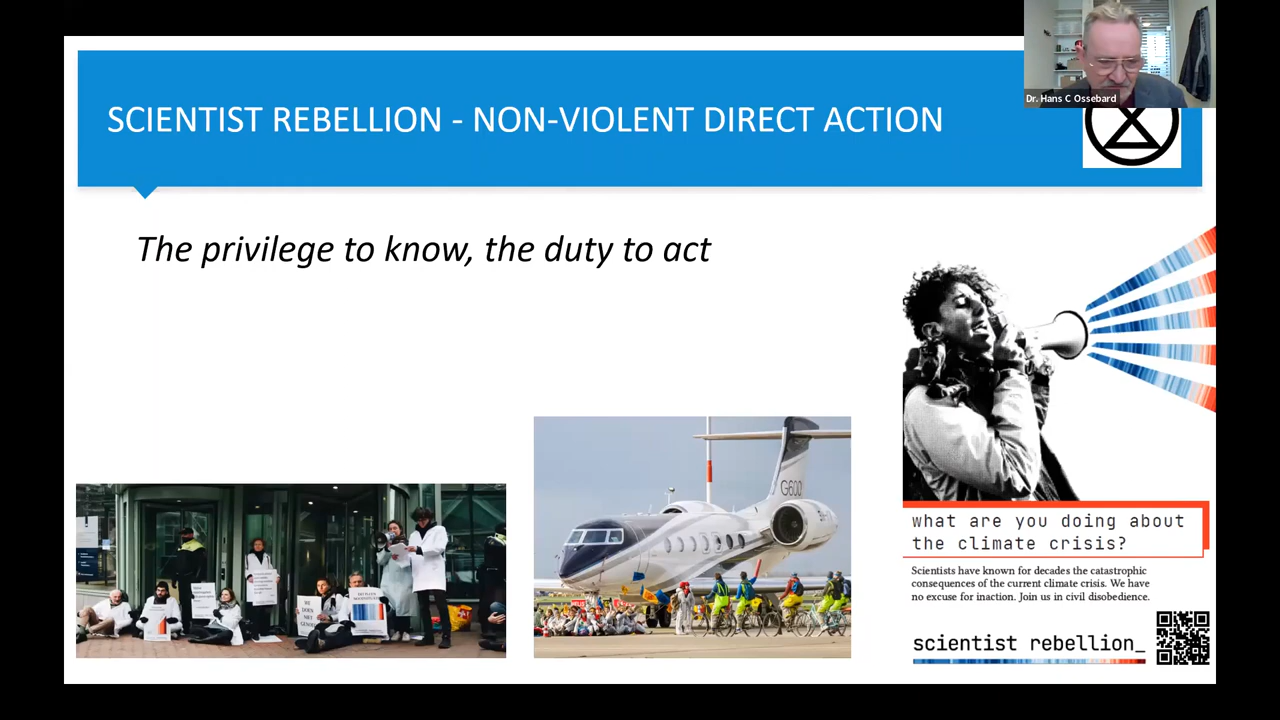 Dr. Hans C Ossebard
SCIENTIST REBELLION - NON-VIOLENT DIRECT ACTION
The privilege to know, the duty to act
G600
what are you doing about
the climate crisis?
Scientists have known for decades the catastrophic
consequences of the current climate crisis. We have
no excuse for inaction. Join us in civil disobedience.
scientist rebellion_